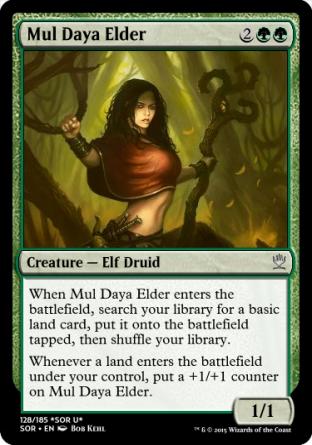 Mul Daya Elder 2
Creature — Elf Druid
When Mul Daya Elder enters the
battlefield, search your library for a basic
land card, put it onto the battlefield
tapped, then shuffle your library.
Whenever a land enters the battlefield
under your control, put a +1/+1 counter
on Mul Daya Elder.
1/1
128/185 *SOR U*
SOR • EN Bob Kehl
™ & © 2015 Wizards of the Coast